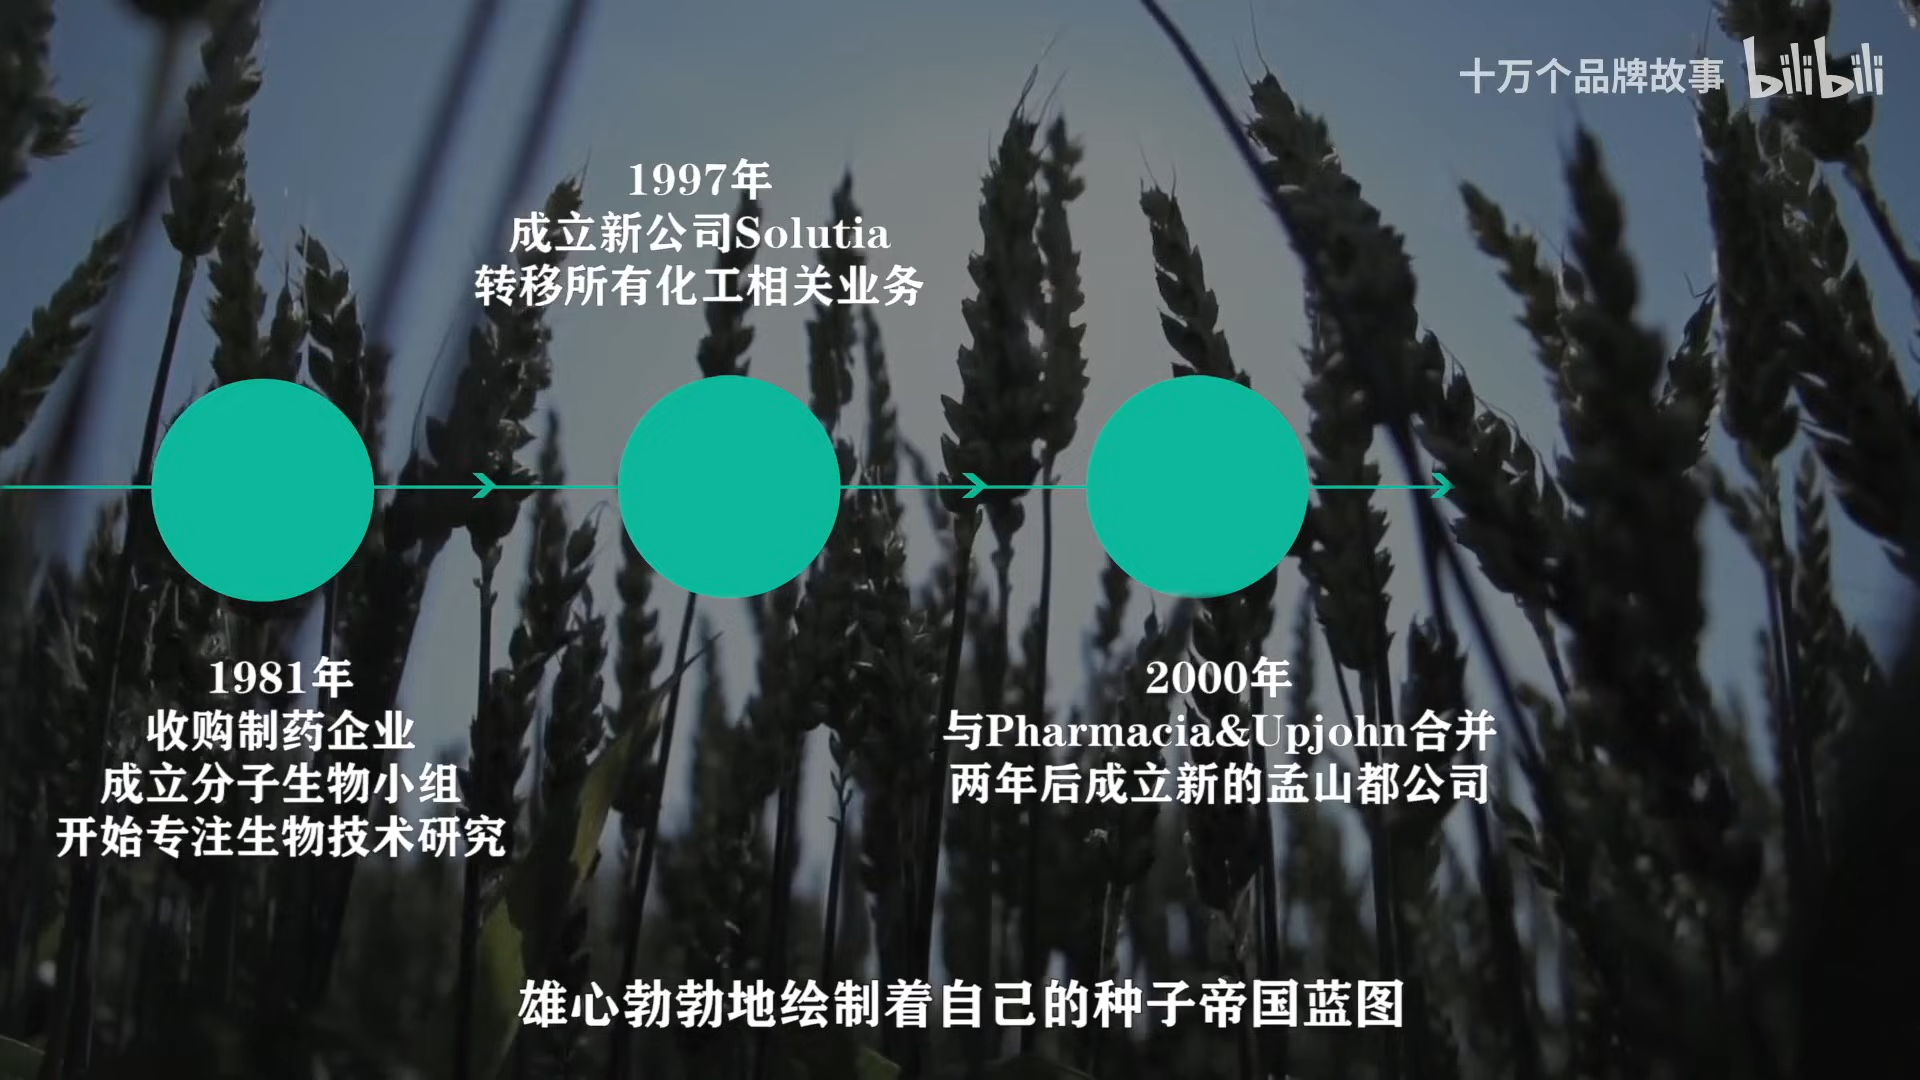 十万个品牌故事 bilibili
1997年
成立新公司Solutia
转移所有化工相关业务
1981年
收购制药企业
成立分子生物小组
开始专注生物技术研究
2000年
与Pharmacia&Upjohn合并
两年后成立新的孟山都公司
雄心勃勃地绘制着自己的种子帝国蓝图